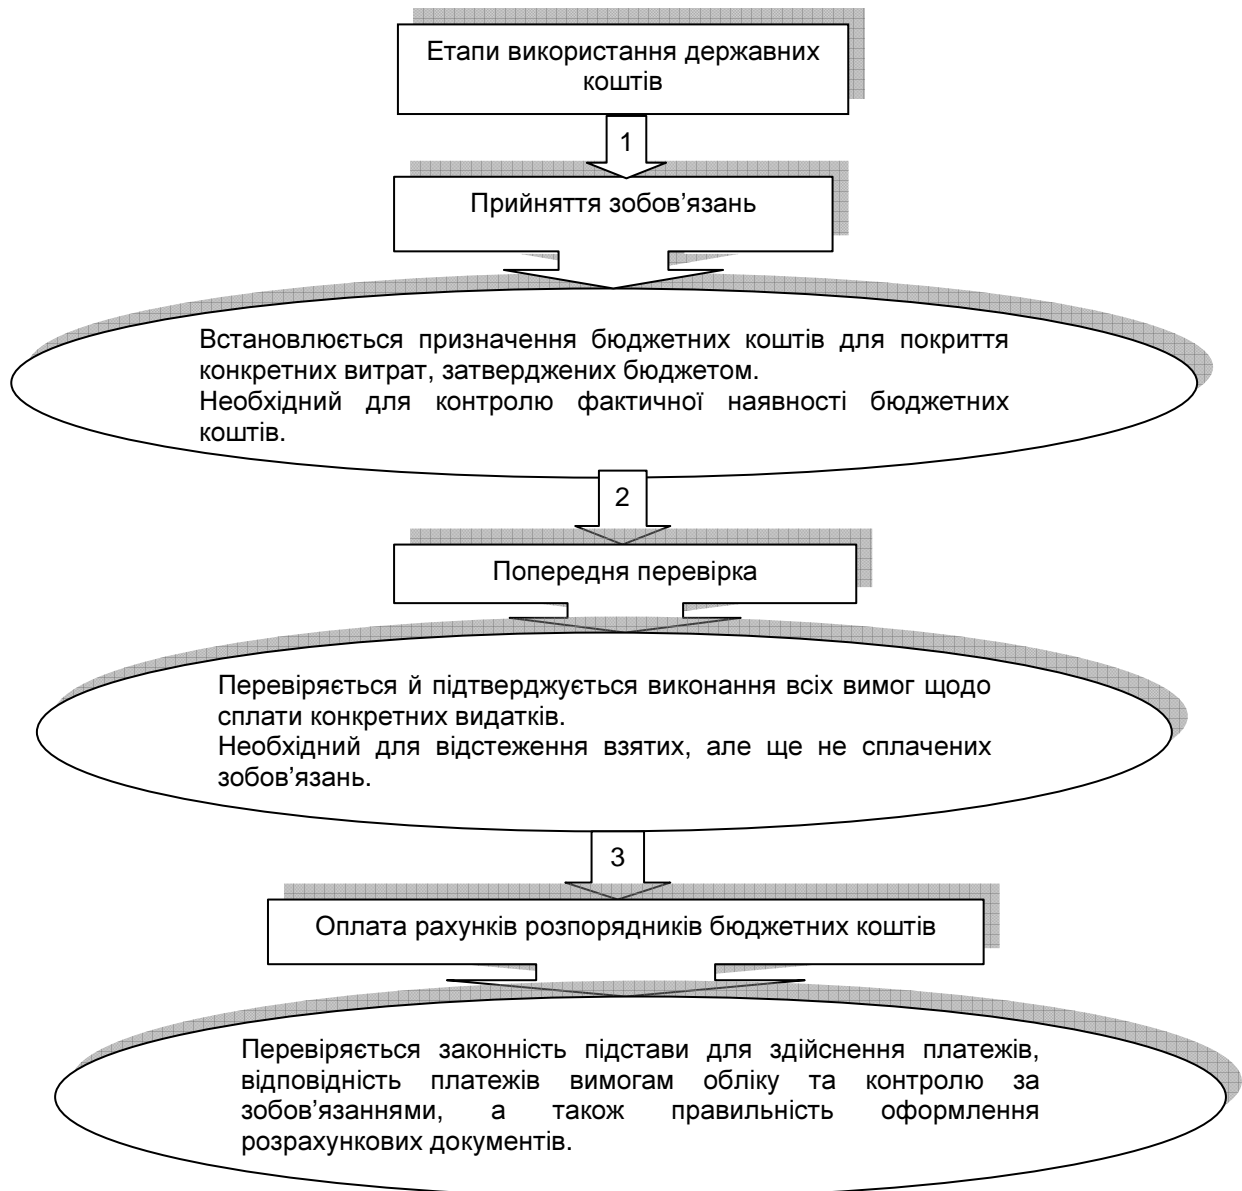 Етапи використання державних
коштів
1
Прийняття зобов’язань
Встановлюється призначення бюджетних коштів для покриття
конкретних витрат, затверджених бюджетом.
Необхідний для контролю фактичної наявності бюджетних
коштів.
2
Попередня перевірка
Перевіряється й підтверджується виконання всіх вимог щодо
сплати конкретних видатків.
Необхідний для відстеження взятих, але ще не сплачених
зобов’язань.
3
Оплата рахунків розпорядників бюджетних коштів
Перевіряється законність підстави для здійснення платежів,
відповідність платежів вимогам обліку та контролю за
зобов’язаннями, а також правильність оформлення
розрахункових документів.